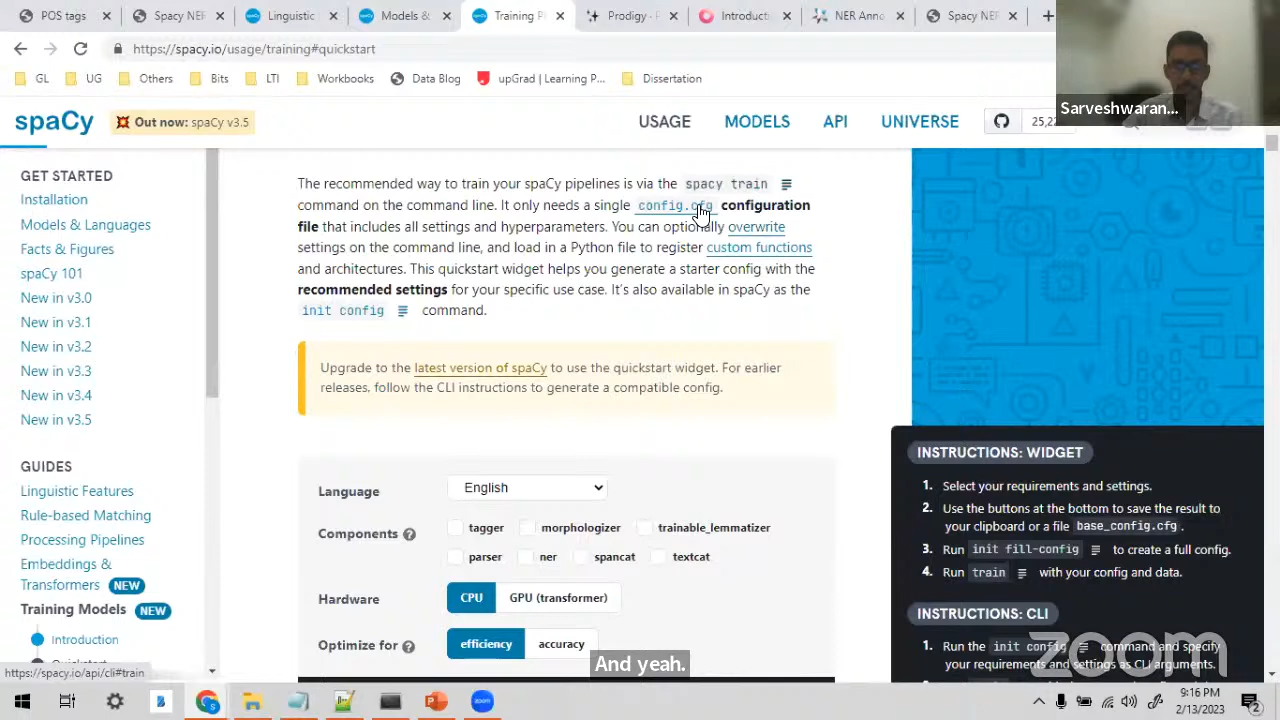 POS tags
Spacy NER
Linguistic
Models &
Training P
Prodigy - F
Introduct
NER Anno
Spacy NE
https://spacy.io/usage/training#quickstart
GL
UG
Others
Bits
LTI
Workbooks
Data Blog
upGrad | Learning P...
Dissertation
Sarveshwaran...
spaCy
Out now: spaCy v3.5
USAGE
MODELS
API
UNIVERSE
25,22
GET STARTED
Installation
Models & Languages
Facts & Figures
spaCy 101
New in v3.0
New in v3.1
New in v3.2
New in v3.3
New in v3.4
New in v3.5
GUIDES
Linguistic Features
Rule-based Matching
Processing Pipelines
Embeddings &
Transformers NEW
Training Models NEW
Introduction
Quickstart
https://spacy.io/api/cli#train
The recommended way to train your spaCy pipelines is via the spacy train
command on the command line. It only needs a single config.cfg configuration
file that includes all settings and hyperparameters. You can optionally overwrite
settings on the command line, and load in a Python file to register custom functions
and architectures. This quickstart widget helps you generate a starter config with the
recommended settings for your specific use case. It's also available in spaCy as the
init config command.
Upgrade to the latest version of spaCy to use the quickstart widget. For earlier
releases, follow the CLI instructions to generate a compatible config.
Language English
Components ? tagger morphologizer trainable_lemmatizer
parser ner spancat textcat
Hardware CPU GPU (transformer)
Optimize for ? efficiency accuracy
And yeah.
INSTRUCTIONS: WIDGET
1. Select your requirements and settings.
2. Use the buttons at the bottom to save the result to
your clipboard or a file base_config.cfg.
3. Run init fill-config to create a full config.
4. Run train with your config and data.
INSTRUCTIONS: CLI
1. Run the init config command and specify
your requirements and settings as CLI arguments.
zoom
zoom
9:16 PM
2/13/2023
2